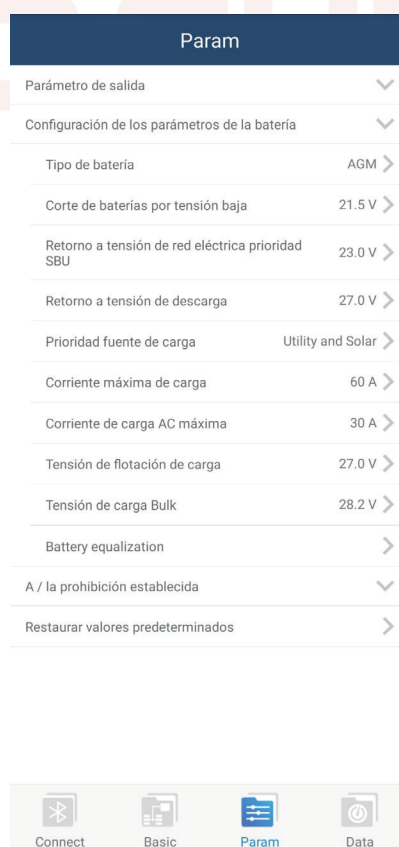 Param
Parámetro de salida
Configuración de los parámetros de la batería
Tipo de batería AGM
Corte de baterías por tensión baja 21.5 V
Retorno a tensión de red eléctrica prioridad
SBU 23.0 V
Retorno a tensión de descarga 27.0 V
Prioridad fuente de carga Utility and Solar
Corriente máxima de carga 60 A
Corriente de carga AC máxima 30 A
Tensión de flotación de carga 27.0 V
Tensión de carga Bulk 28.2 V
Battery equalization
A / la prohibición establecida
Restaurar valores predeterminados
Connect Basic Param Data